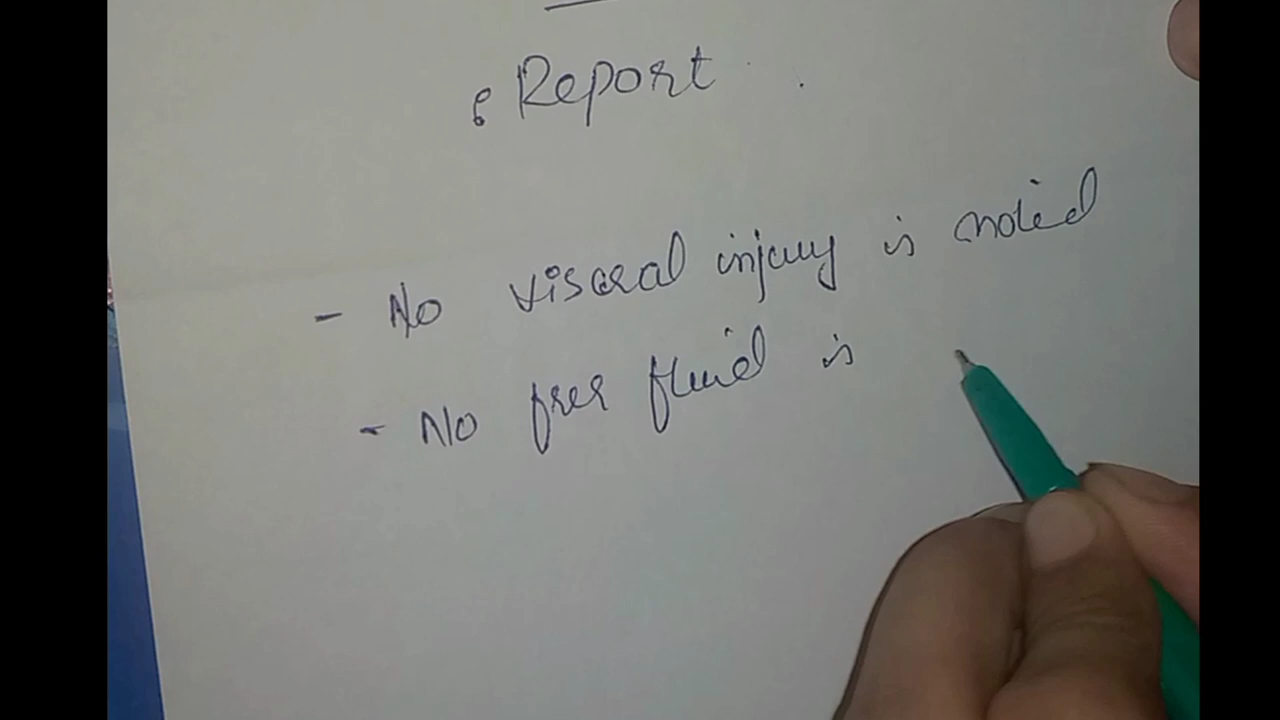 Report
- No visceral injury is noted
- No free fluid is